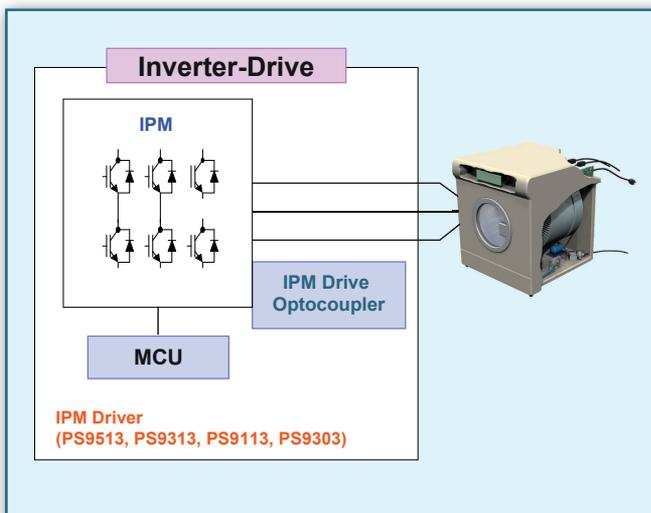 Inverter-Drive
IPM
IPM Drive
Optocoupler
MCU
IPM Driver
(PS9513, PS9313, PS9113, PS9303)